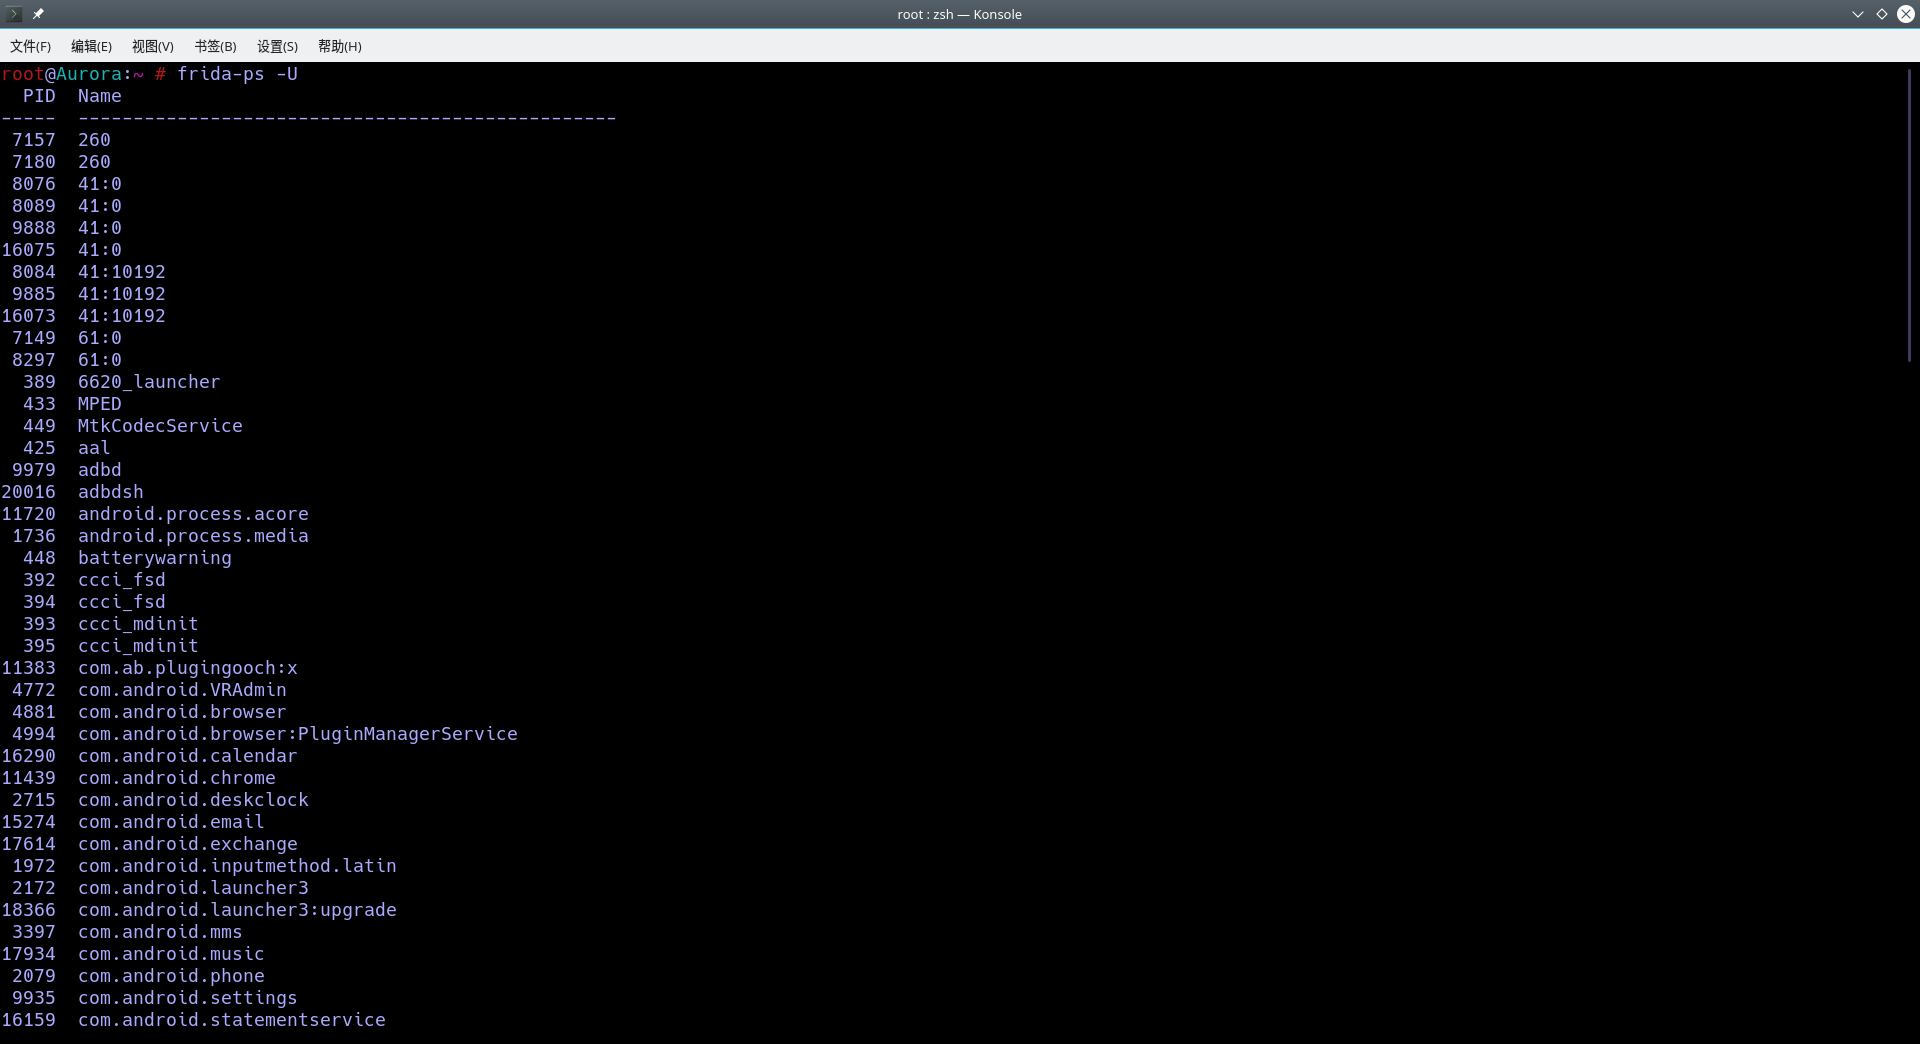 root : zsh — Konsole
文件(F) 编辑(E) 视图(V) 书签(B) 设置(S) 帮助(H)
root@Aurora:~ # frida-ps -U
  PID  Name
-----  -------------------------------------------------
 7157  260
 7180  260
 8076  41:0
 8089  41:0
 9888  41:0
16075  41:0
 8084  41:10192
 9885  41:10192
16073  41:10192
 7149  61:0
 8297  61:0
  389  6620_launcher
  433  MPED
  449  MtkCodecService
  425  aal
 9979  adbd
20016  adbdsh
11720  android.process.acore
 1736  android.process.media
  448  batterywarning
  392  ccci_fsd
  394  ccci_fsd
  393  ccci_mdinit
  395  ccci_mdinit
11383  com.ab.plugingooch:x
 4772  com.android.VRAdmin
 4881  com.android.browser
 4994  com.android.browser:PluginManagerService
16290  com.android.calendar
11439  com.android.chrome
 2715  com.android.deskclock
15274  com.android.email
17614  com.android.exchange
 1972  com.android.inputmethod.latin
 2172  com.android.launcher3
18366  com.android.launcher3:upgrade
 3397  com.android.mms
17934  com.android.music
 2079  com.android.phone
 9935  com.android.settings
16159  com.android.statementservice